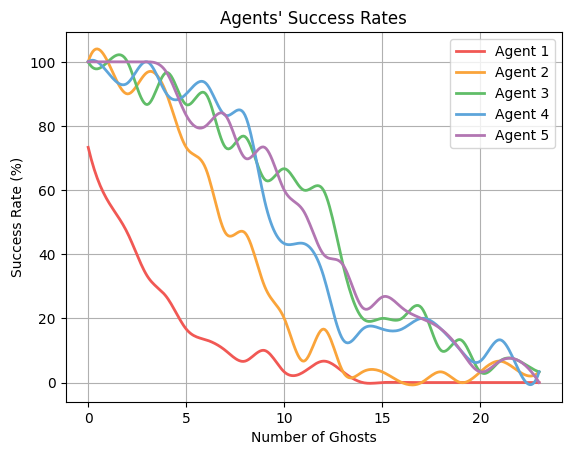 Agents' Success Rates
Agent 1
Agent 2
Agent 3
Agent 4
Agent 5
Success Rate (%)
100
80
60
40
20
0
0
5
10
15
20
Number of Ghosts